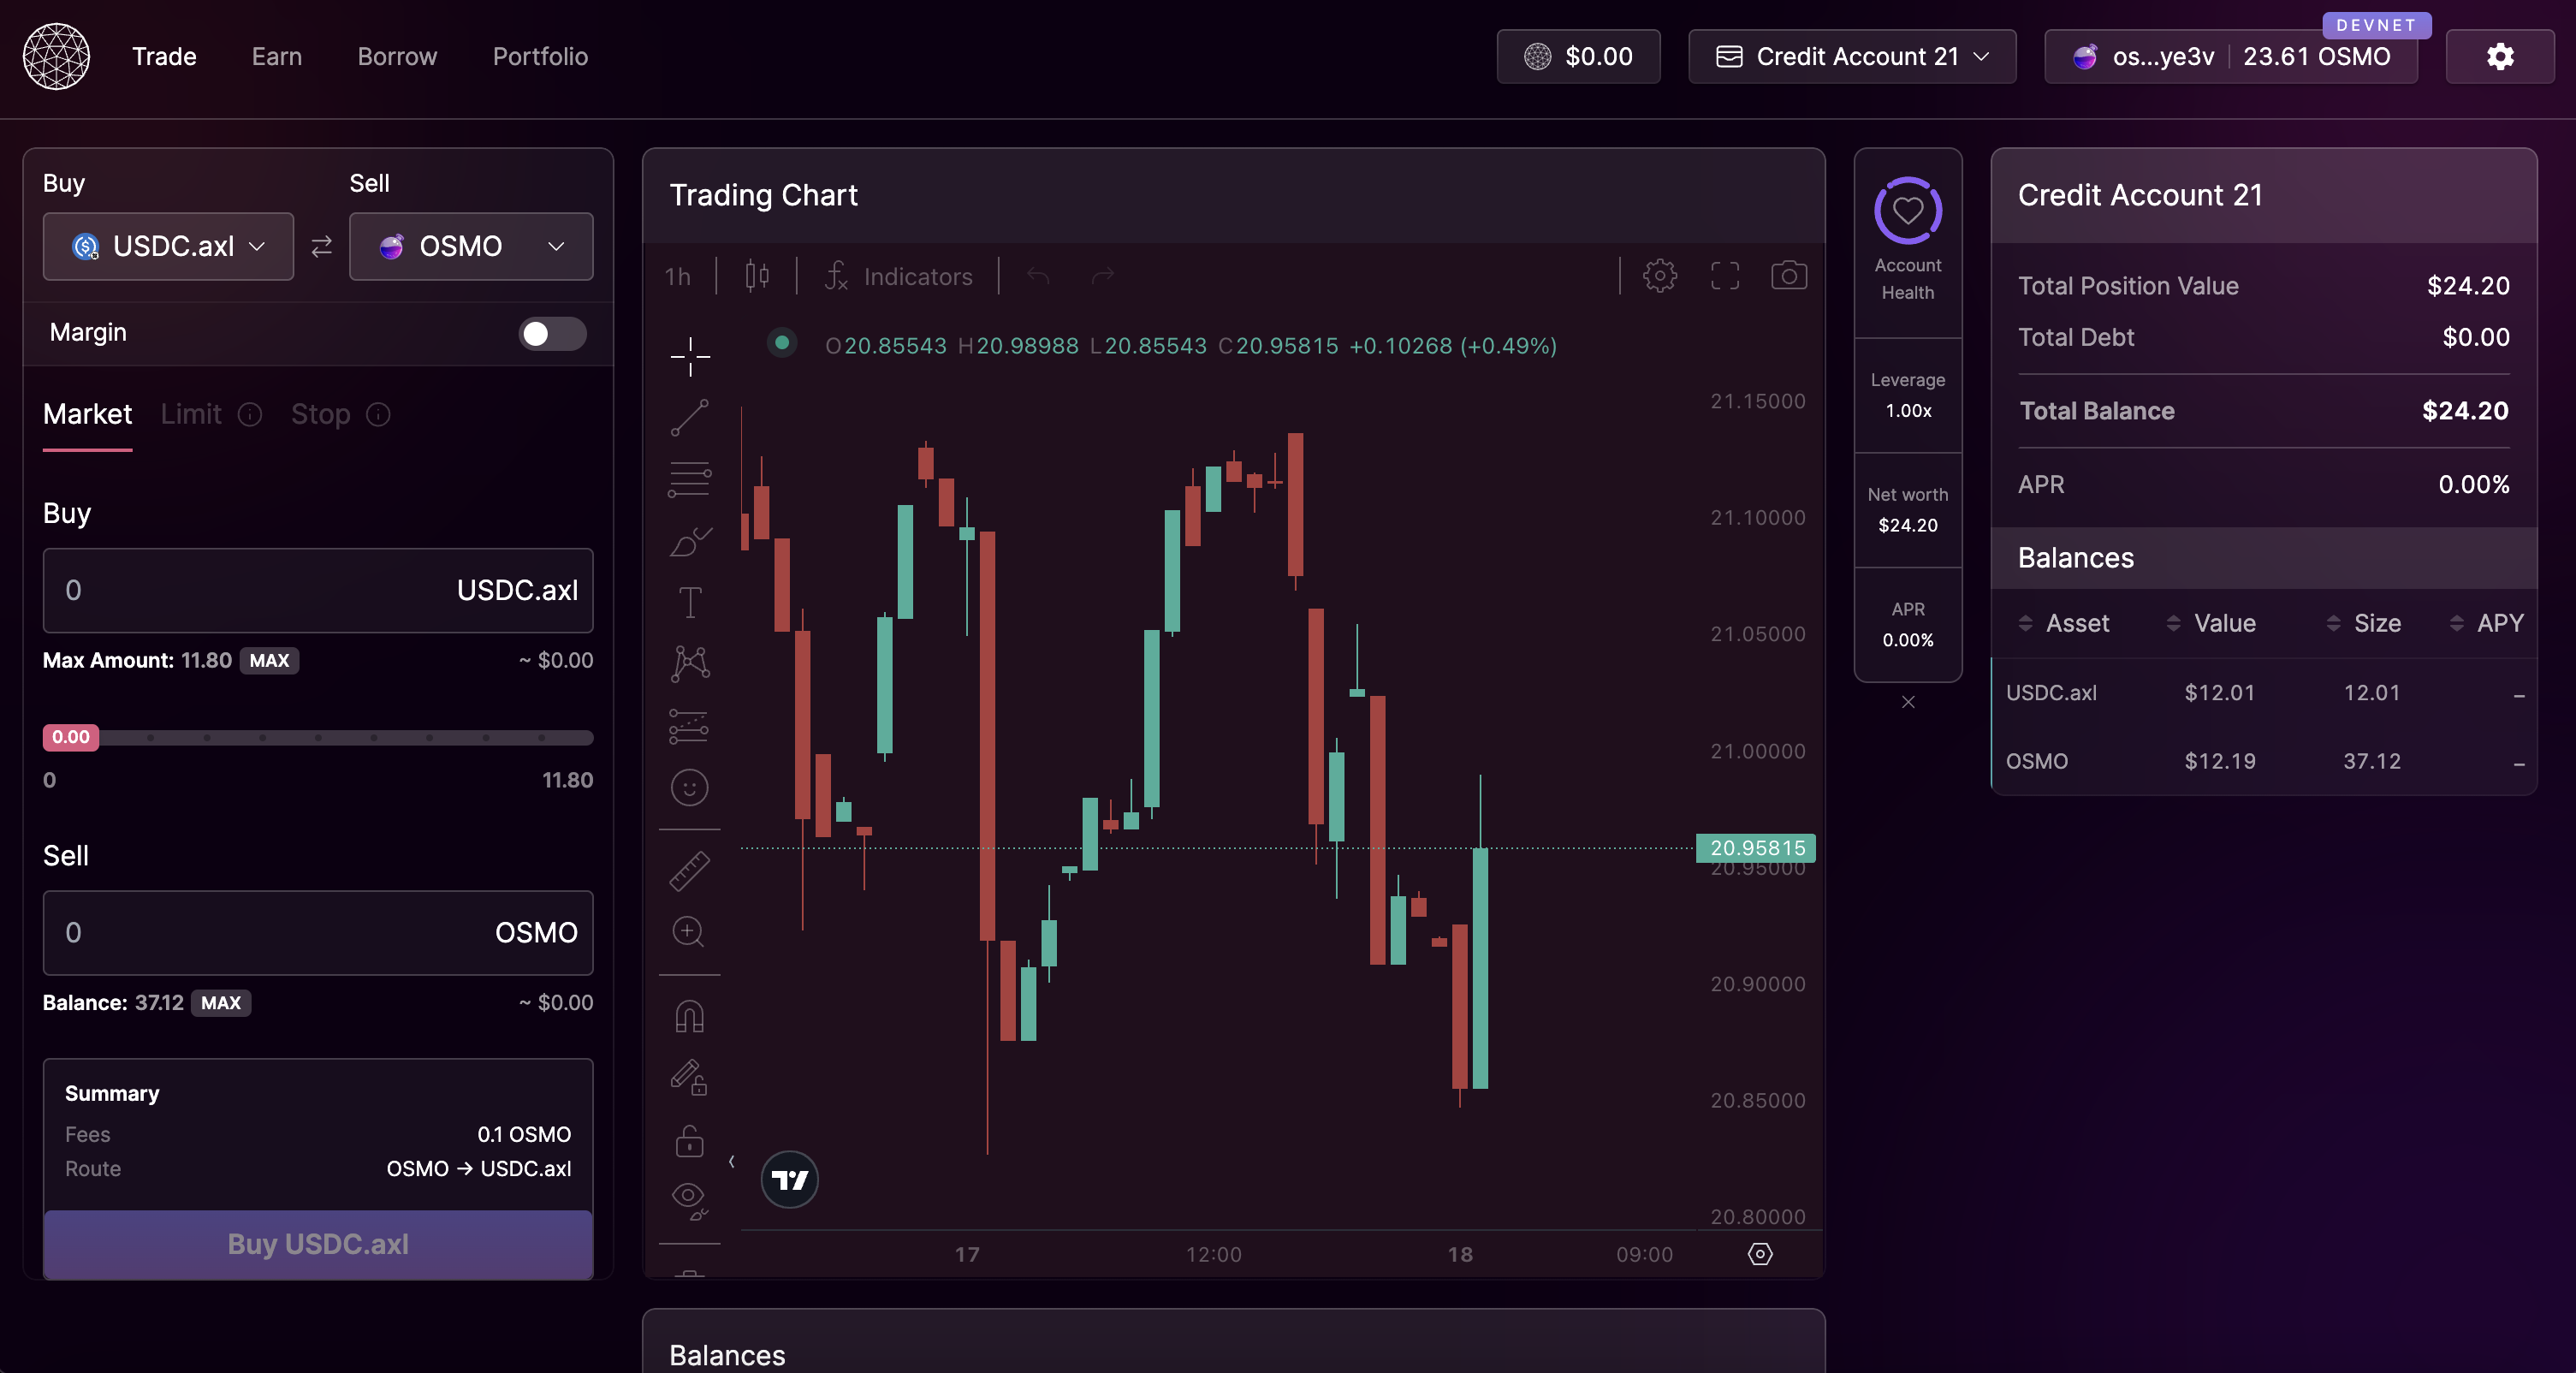 Trade Earn Borrow Portfolio $0.00 Credit Account 21 os...ye3v 23.61 OSMO
DEVNET
Buy Sell
USDC.axl OSMO
Margin
Market Limit Stop
Buy
0 USDC.axl
Max Amount: 11.80 MAX ~ $0.00
0.00
0 11.80
Sell
0 OSMO
Balance: 37.12 MAX ~ $0.00
Summary
Fees 0.1 OSMO
Route OSMO → USDC.axl
Buy USDC.axl
Trading Chart
1h Indicators
O20.85543 H20.98988 L20.85543 C20.95815 +0.10268 (+0.49%)
21.15000
21.10000
21.05000
21.00000
20.95815
20.95000
20.90000
20.85000
20.80000
17 12:00 18 09:00
Balances
Account
Health
Leverage
1.00x
Net worth
$24.20
APR
0.00%
Credit Account 21
Total Position Value $24.20
Total Debt $0.00
Total Balance $24.20
APR 0.00%
Balances
Asset Value Size APY
USDC.axl $12.01 12.01 –
OSMO $12.19 37.12 –